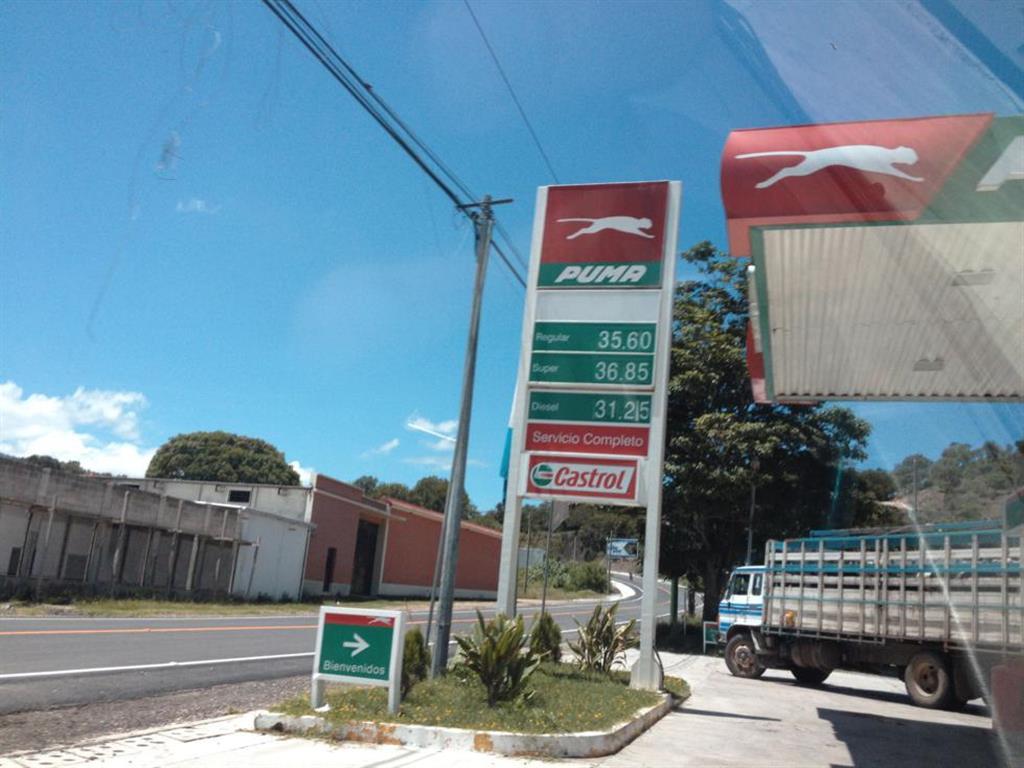 PUMA
Regular 35.60
Super 36.85
Diesel 31.25
Servicio Completo
Castrol
Bienvenidos